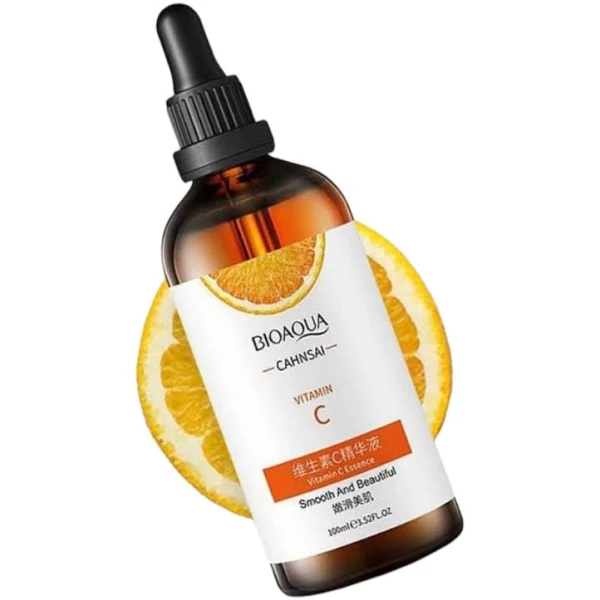 BIOAQUA
CAHNSAI
VITAMIN
C
维生素C精华液
Vitamin C Essence
Smooth And Beautiful
嫩滑美肌
100ml℮3.52FL.OZ